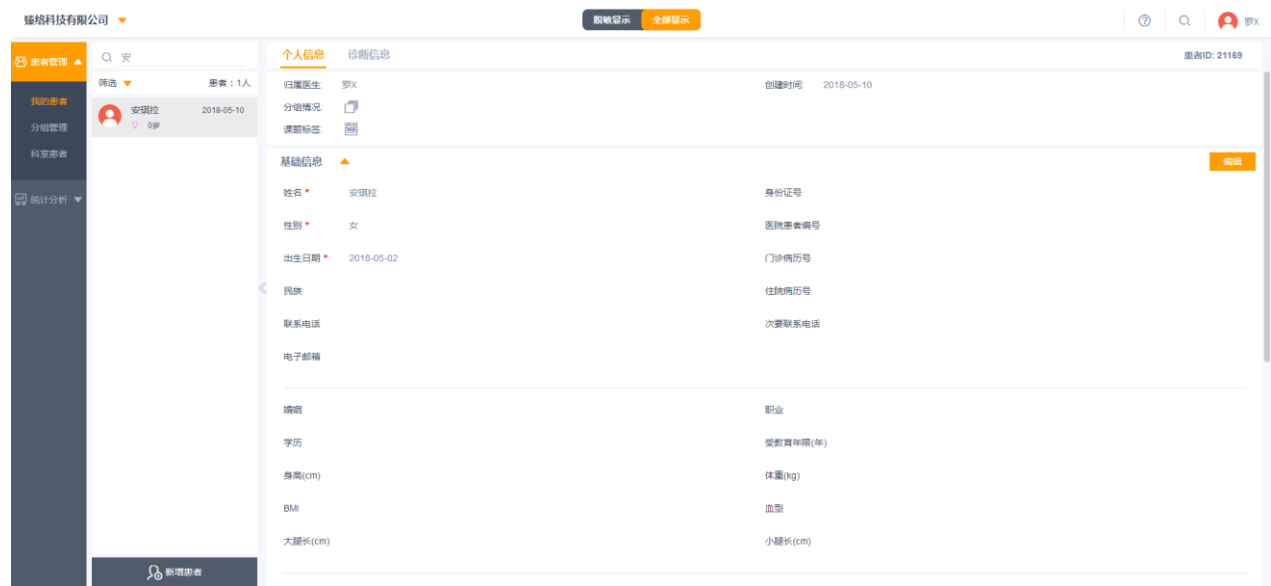 臻络科技有限公司
脱敏显示 全部显示
罗X
患者管理
我的患者
分组管理
科室患者
统计分析
安
筛选 患者：1人
安琪拉 2018-05-10
0岁
新增患者
个人信息 诊断信息 患者ID: 21169
归属医生: 罗X 创建时间: 2018-05-10
分组情况:
课题标签:
基础信息 编辑
姓名 * 安琪拉 身份证号
性别 * 女 医院患者编号
出生日期 * 2018-05-02 门诊病历号
民族 住院病历号
联系电话 次要联系电话
电子邮箱
婚姻 职业
学历 受教育年限(年)
身高(cm) 体重(kg)
BMI 血型
大腿长(cm) 小腿长(cm)